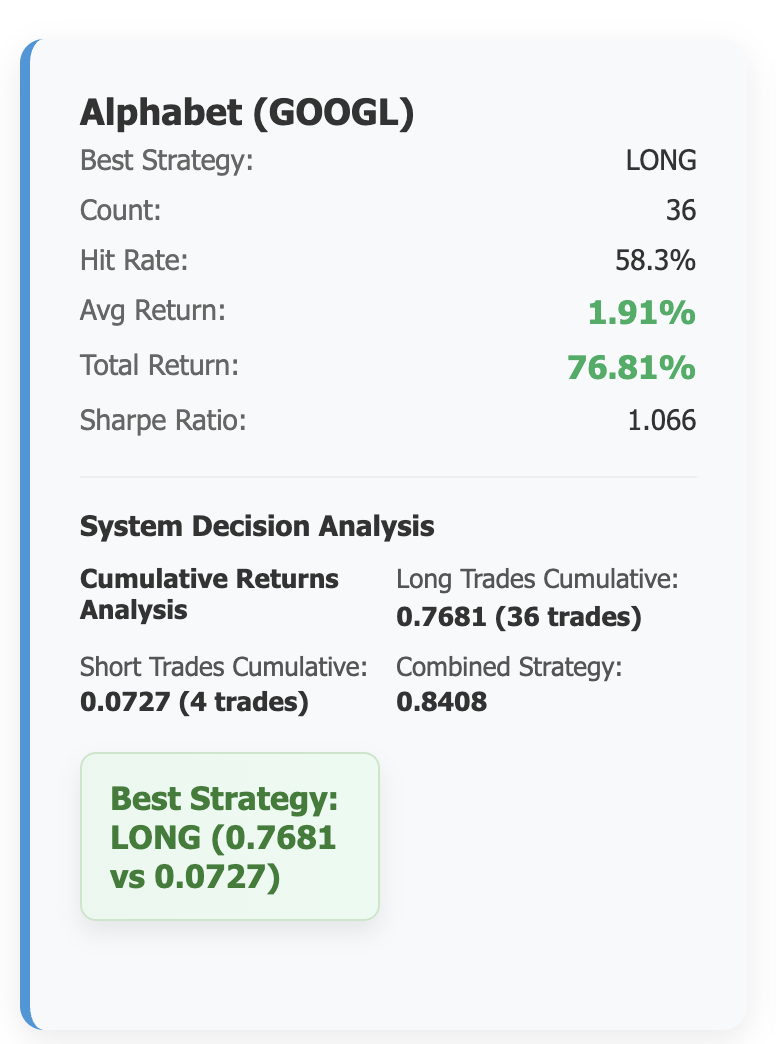 Alphabet (GOOGL)
Best Strategy: LONG
Count: 36
Hit Rate: 58.3%
Avg Return: 1.91%
Total Return: 76.81%
Sharpe Ratio: 1.066
System Decision Analysis
Cumulative Returns
Analysis
Long Trades Cumulative:
0.7681 (36 trades)
Short Trades Cumulative:
0.0727 (4 trades)
Combined Strategy:
0.8408
Best Strategy:
LONG (0.7681
vs 0.0727)